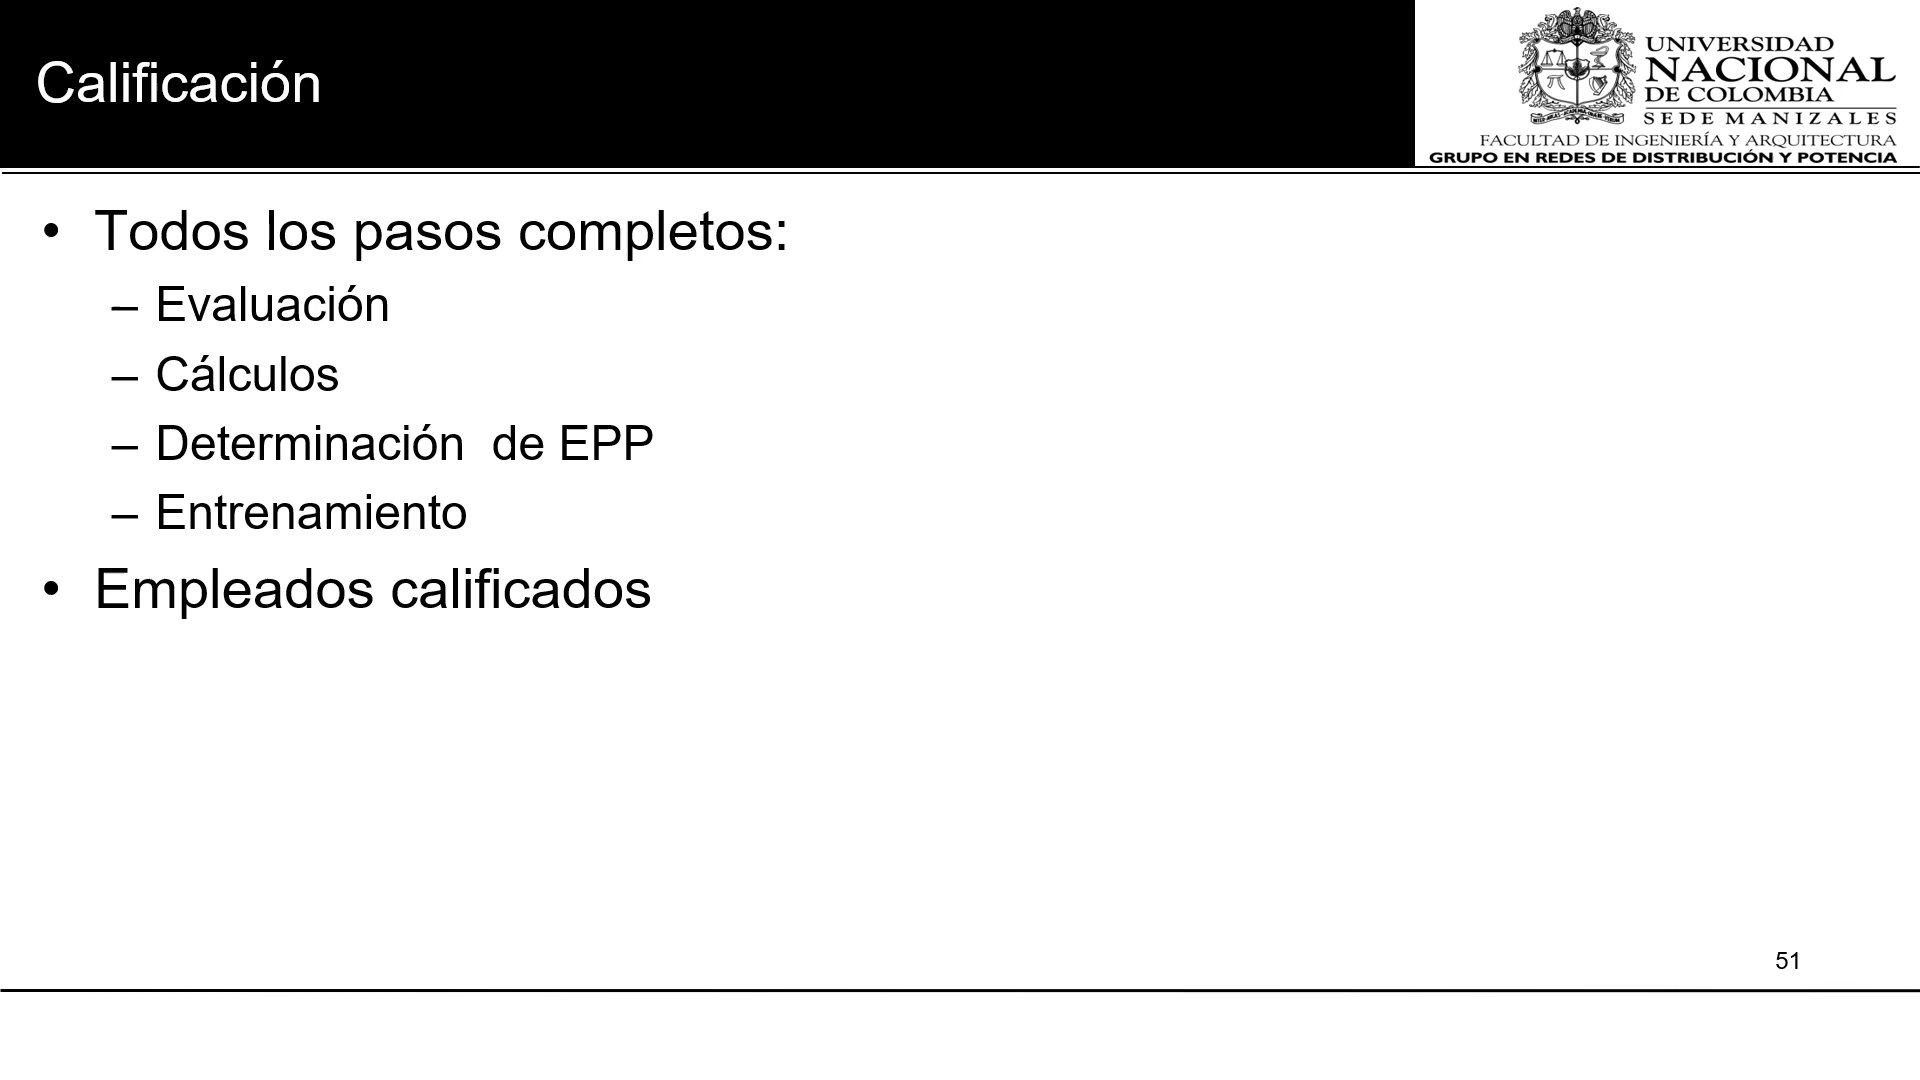 Calificación
UNIVERSIDAD
NACIONAL
DE COLOMBIA
SEDE MANIZALES
FACULTAD DE INGENIERÍA Y ARQUITECTURA
GRUPO EN REDES DE DISTRIBUCIÓN Y POTENCIA
• Todos los pasos completos:
– Evaluación
– Cálculos
– Determinación  de EPP
– Entrenamiento
• Empleados calificados
51